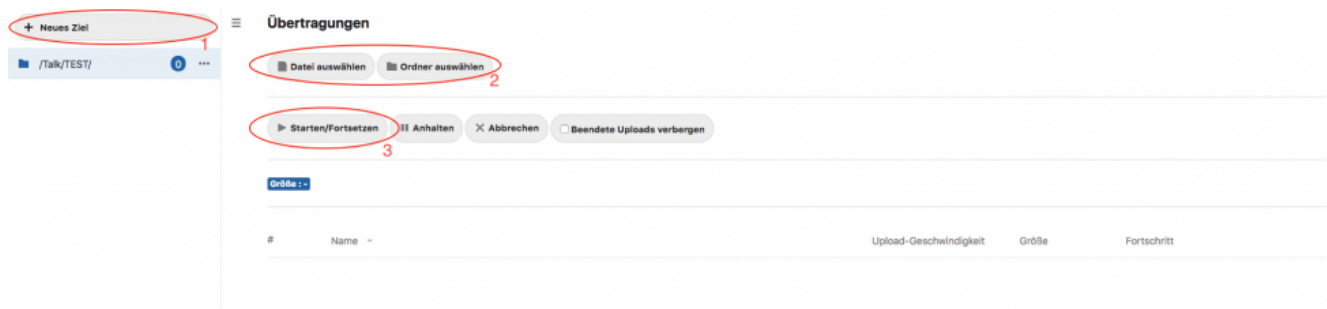 + Neues Ziel
1
/Talk/TEST/ 0 ...
Übertragungen
Datei auswählen Ordner auswählen
2
Starten/Fortsetzen Anhalten Abbrechen Beendete Uploads verbergen
3
Größe : -
# Name Upload-Geschwindigkeit Größe Fortschritt